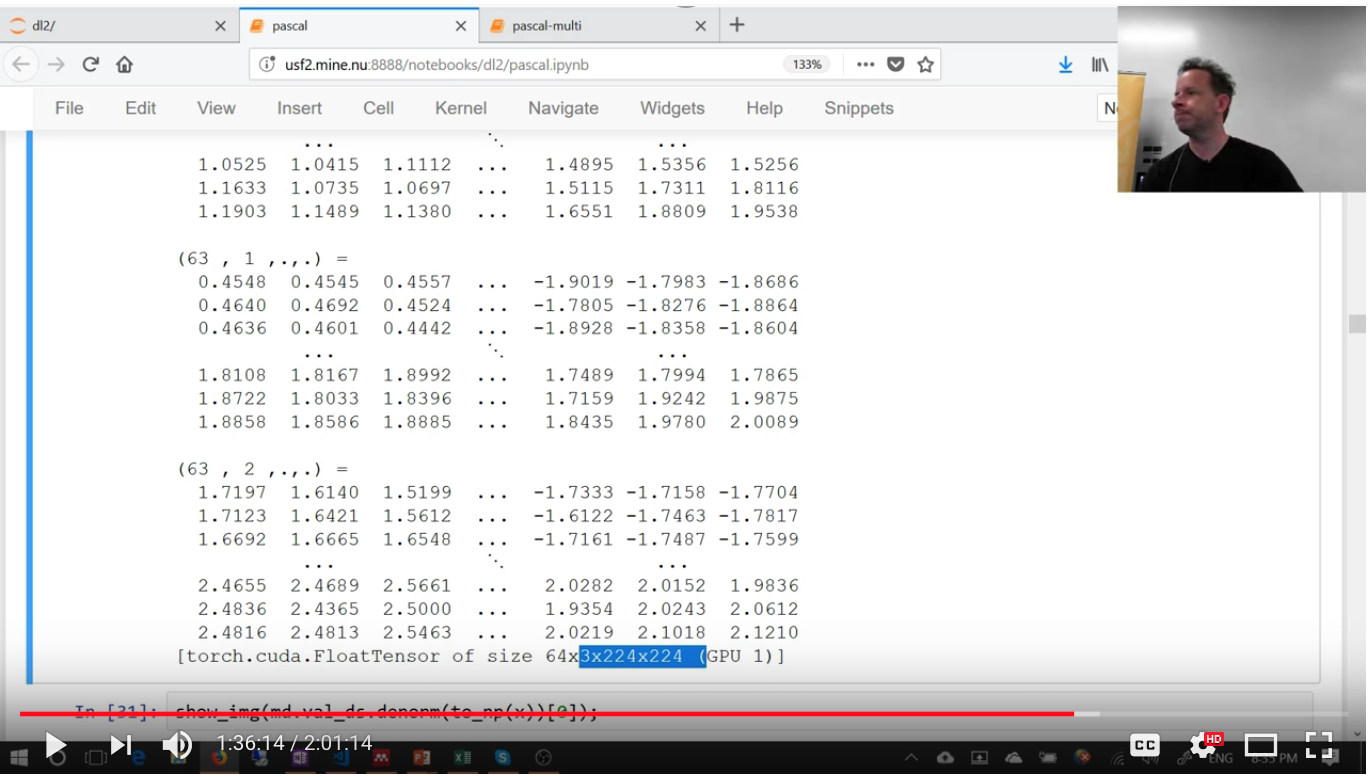 dl2/
pascal
pascal-multi
usf2.mine.nu:8888/notebooks/dl2/pascal.ipynb
133%
File Edit View Insert Cell Kernel Navigate Widgets Help Snippets
... ⋱ ...
1.0525 1.0415 1.1112 ... 1.4895 1.5356 1.5256
1.1633 1.0735 1.0697 ... 1.5115 1.7311 1.8116
1.1903 1.1489 1.1380 ... 1.6551 1.8809 1.9538
(63 , 1 ,.,.) =
0.4548 0.4545 0.4557 ... -1.9019 -1.7983 -1.8686
0.4640 0.4692 0.4524 ... -1.7805 -1.8276 -1.8864
0.4636 0.4601 0.4442 ... -1.8928 -1.8358 -1.8604
... ⋱ ...
1.8108 1.8167 1.8992 ... 1.7489 1.7994 1.7865
1.8722 1.8033 1.8396 ... 1.7159 1.9242 1.9875
1.8858 1.8586 1.8885 ... 1.8435 1.9780 2.0089
(63 , 2 ,.,.) =
1.7197 1.6140 1.5199 ... -1.7333 -1.7158 -1.7704
1.7123 1.6421 1.5612 ... -1.6122 -1.7463 -1.7817
1.6692 1.6665 1.6548 ... -1.7161 -1.7487 -1.7599
... ⋱ ...
2.4655 2.4689 2.5661 ... 2.0282 2.0152 1.9836
2.4836 2.4365 2.5000 ... 1.9354 2.0243 2.0612
2.4816 2.4813 2.5463 ... 2.0219 2.1018 2.1210
[torch.cuda.FloatTensor of size 64x3x224x224 (GPU 1)]
In [31]: show_img(md.val_ds.denorm(to_np(x))[0]);
1:36:14 / 2:01:14
CC
HD
ENG
8:35 PM